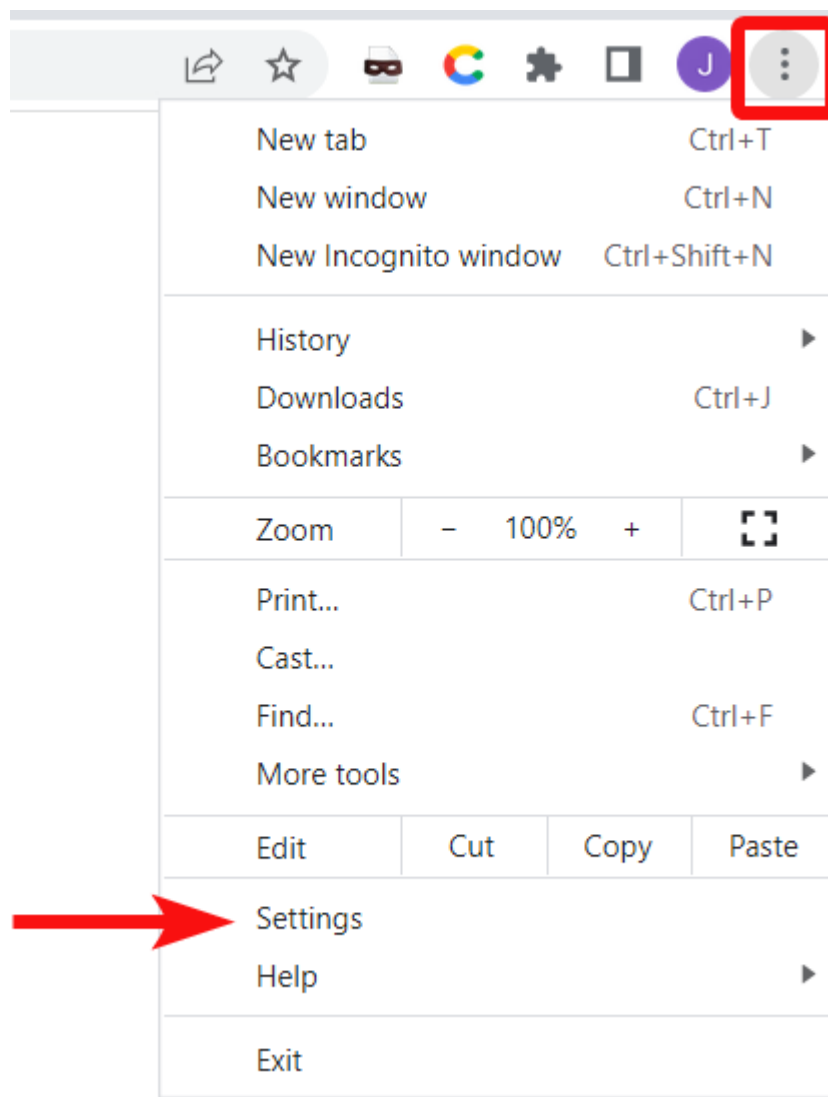 J
New tab Ctrl+T
New window Ctrl+N
New Incognito window Ctrl+Shift+N
History
Downloads Ctrl+J
Bookmarks
Zoom - 100% +
Print... Ctrl+P
Cast...
Find... Ctrl+F
More tools
Edit Cut Copy Paste
Settings
Help
Exit